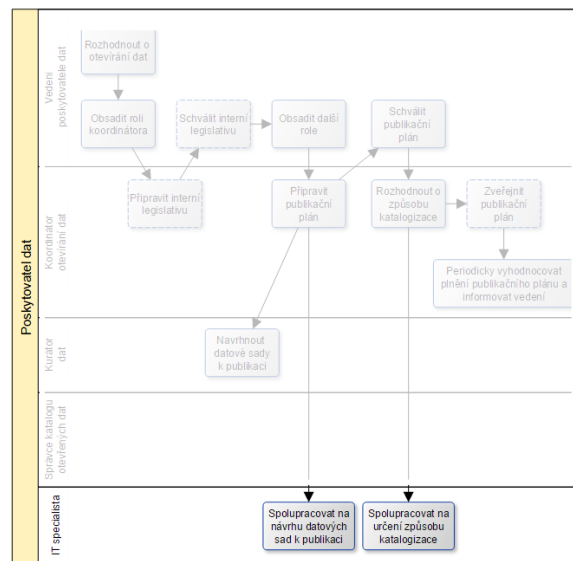 Poskytovatel dat
Vedení
poskytovatele dat
Rozhodnout o
otevírání dat
Obsadit roli
koordinátora
Schválit interní
legislativu
Obsadit další
role
Schválit
publikační
plán
Koordinátor
otevírání dat
Připravit interní
legislativu
Připravit
publikační
plán
Rozhodnout o
způsobu
katalogizace
Zveřejnit
publikační
plán
Periodicky vyhodnocovat
plnění publikačního plánu a
informovat vedení
Kurátor
dat
Navrhnout
datové sady
k publikaci
Správce katalogu
otevřených dat
IT specialista
Spolupracovat na
návrhu datových
sad k publikaci
Spolupracovat na
určení způsobu
katalogizace